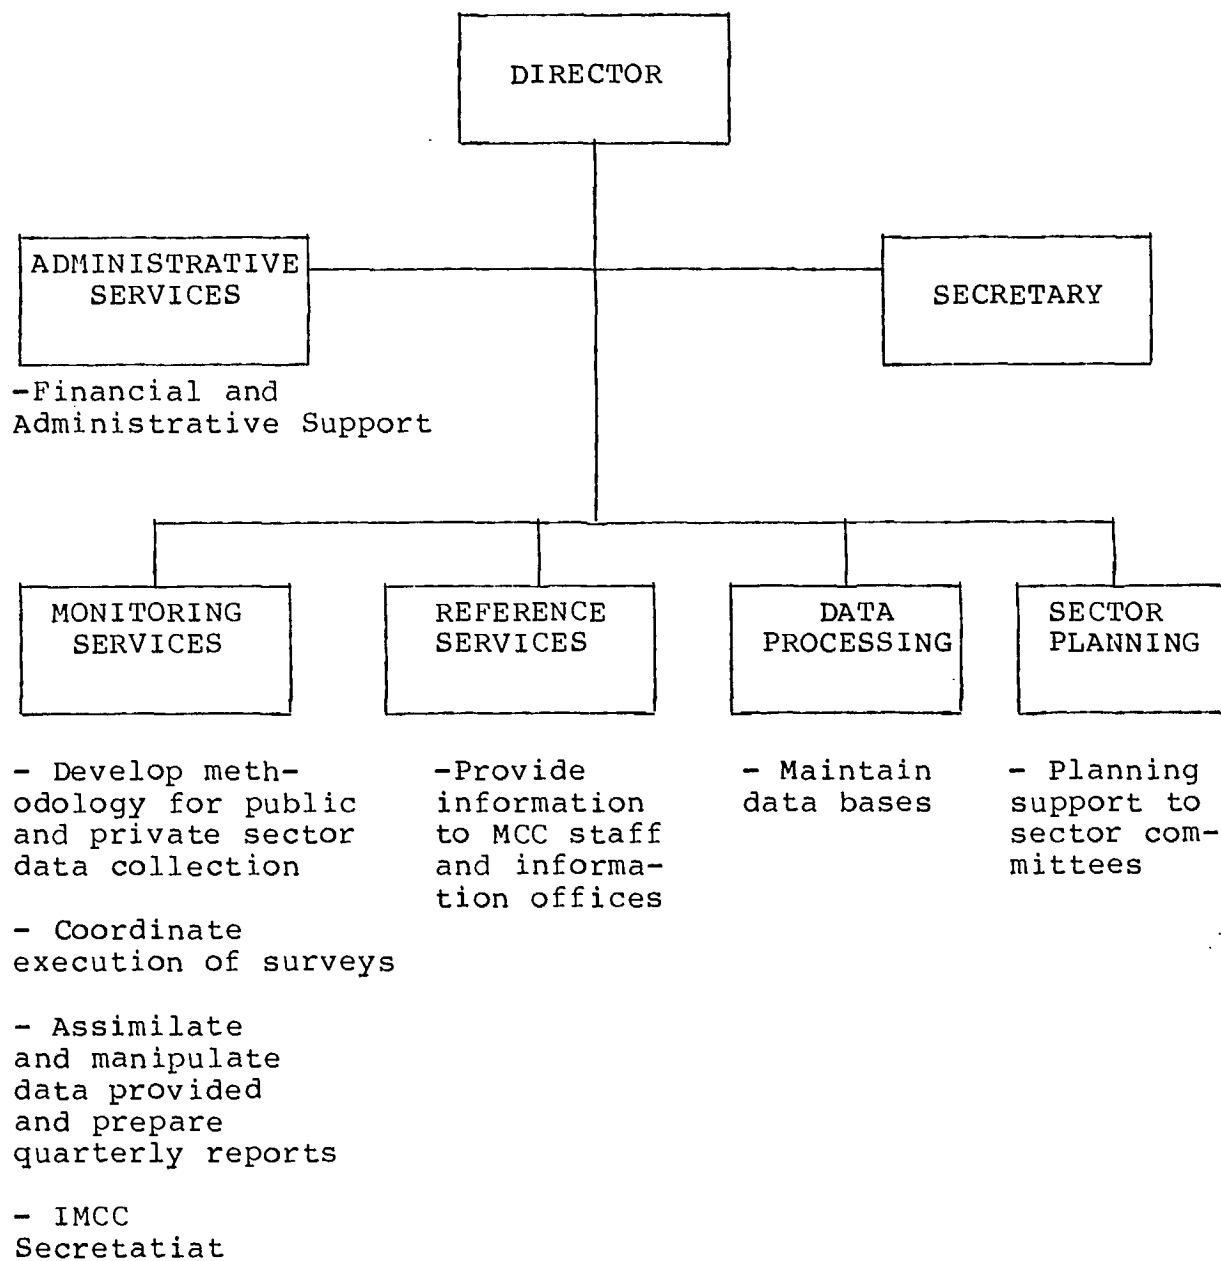 DIRECTOR
ADMINISTRATIVE
SERVICES
SECRETARY
-Financial and
Administrative Support
MONITORING
SERVICES
REFERENCE
SERVICES
DATA
PROCESSING
SECTOR
PLANNING
- Develop meth-
odology for public
and private sector
data collection
- Coordinate
execution of surveys
- Assimilate
and manipulate
data provided
and prepare
quarterly reports
- IMCC
Secretatiat
-Provide
information
to MCC staff
and informa-
tion offices
- Maintain
data bases
- Planning
support to
sector com-
mittees